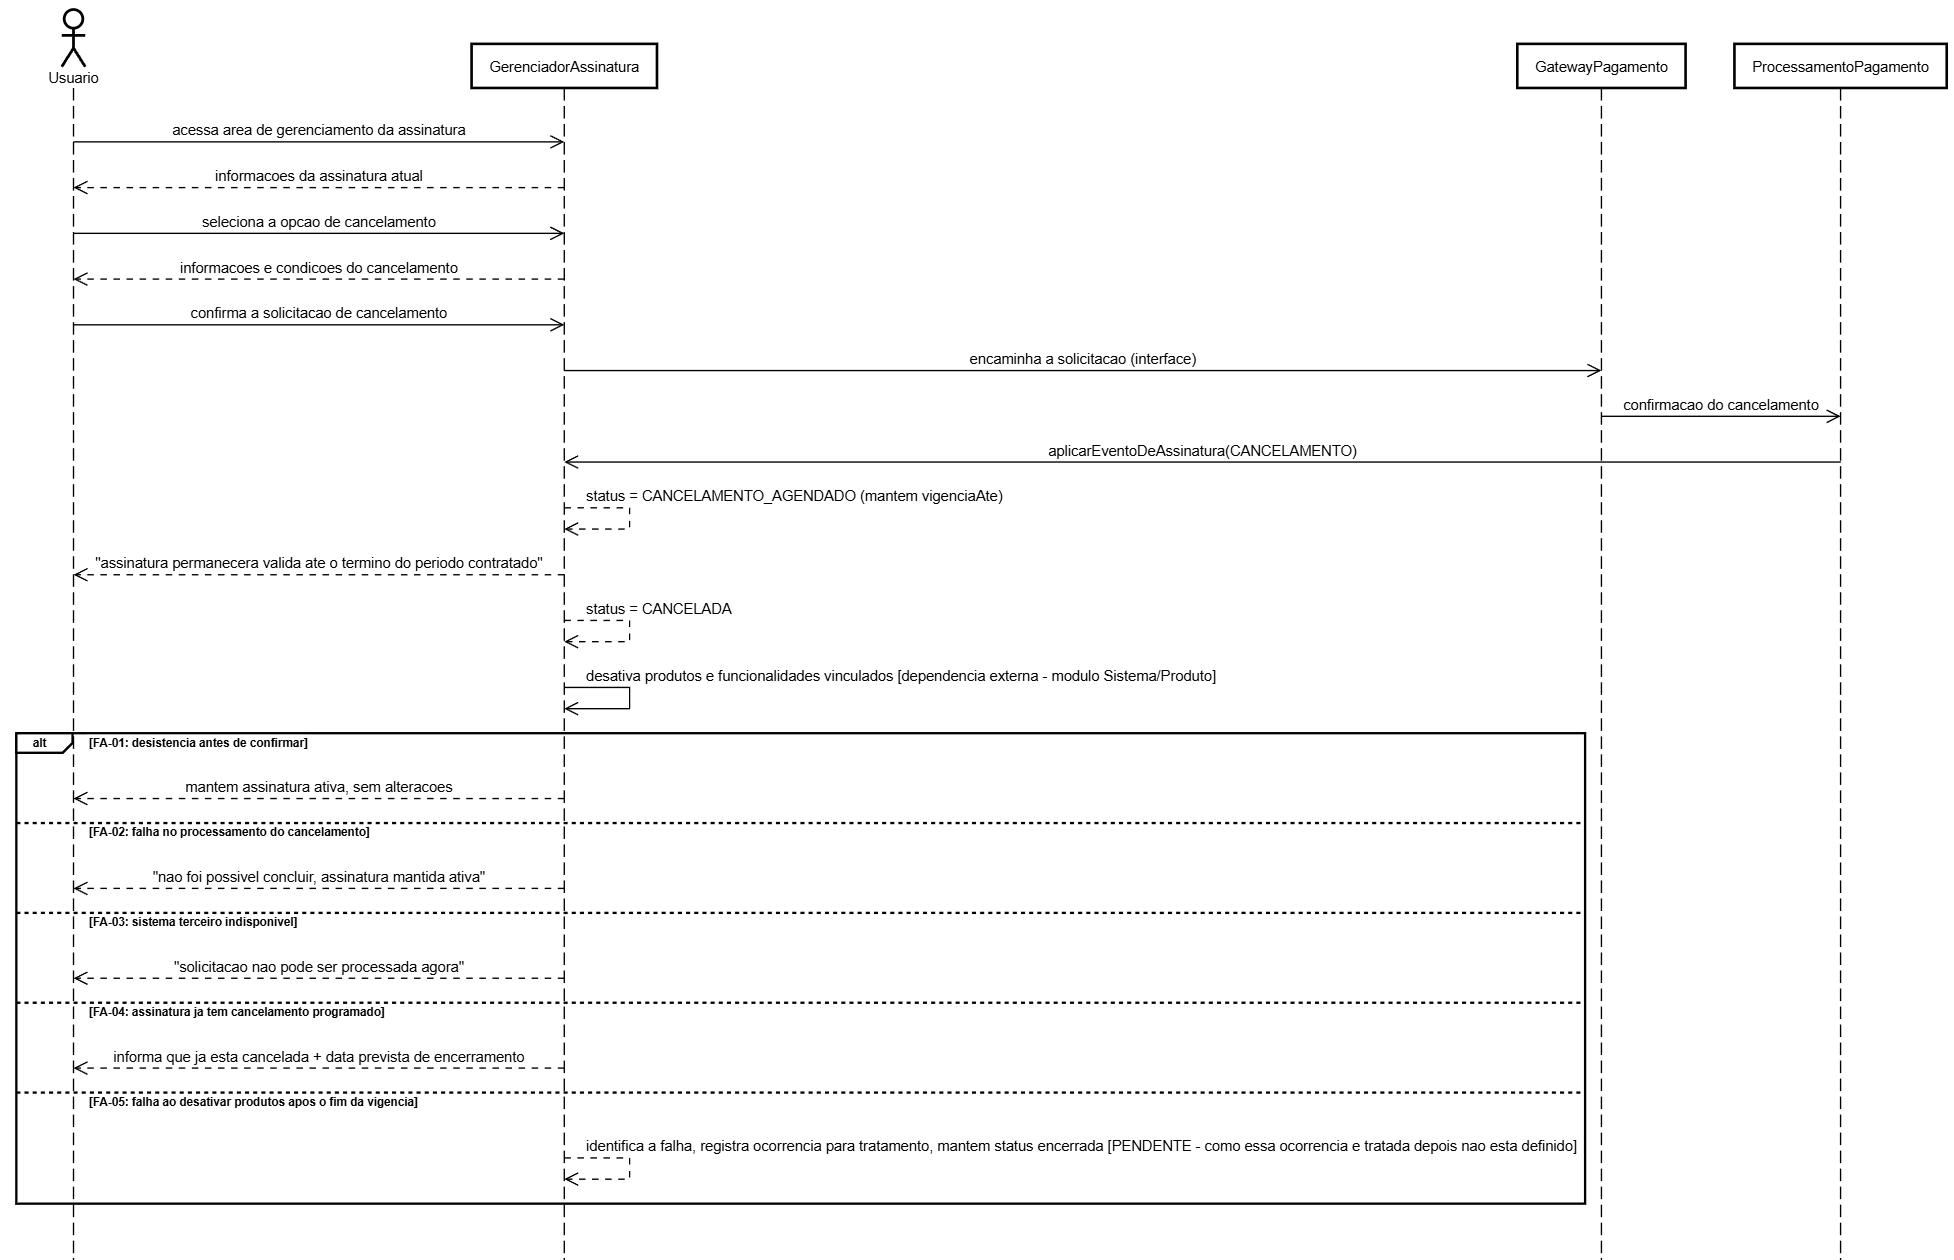 Usuario
GerenciadorAssinatura
GatewayPagamento
ProcessamentoPagamento
acessa area de gerenciamento da assinatura
informacoes da assinatura atual
seleciona a opcao de cancelamento
informacoes e condicoes do cancelamento
confirma a solicitacao de cancelamento
encaminha a solicitacao (interface)
confirmacao do cancelamento
aplicarEventoDeAssinatura(CANCELAMENTO)
status = CANCELAMENTO_AGENDADO (mantem vigenciaAte)
"assinatura permanecera valida ate o termino do periodo contratado"
status = CANCELADA
desativa produtos e funcionalidades vinculados [dependencia externa - modulo Sistema/Produto]
alt
[FA-01: desistencia antes de confirmar]
mantem assinatura ativa, sem alteracoes
[FA-02: falha no processamento do cancelamento]
"nao foi possivel concluir, assinatura mantida ativa"
[FA-03: sistema terceiro indisponivel]
"solicitacao nao pode ser processada agora"
[FA-04: assinatura ja tem cancelamento programado]
informa que ja esta cancelada + data prevista de encerramento
[FA-05: falha ao desativar produtos apos o fim da vigencia]
identifica a falha, registra ocorrencia para tratamento, mantem status encerrada [PENDENTE - como essa ocorrencia e tratada depois nao esta definido]